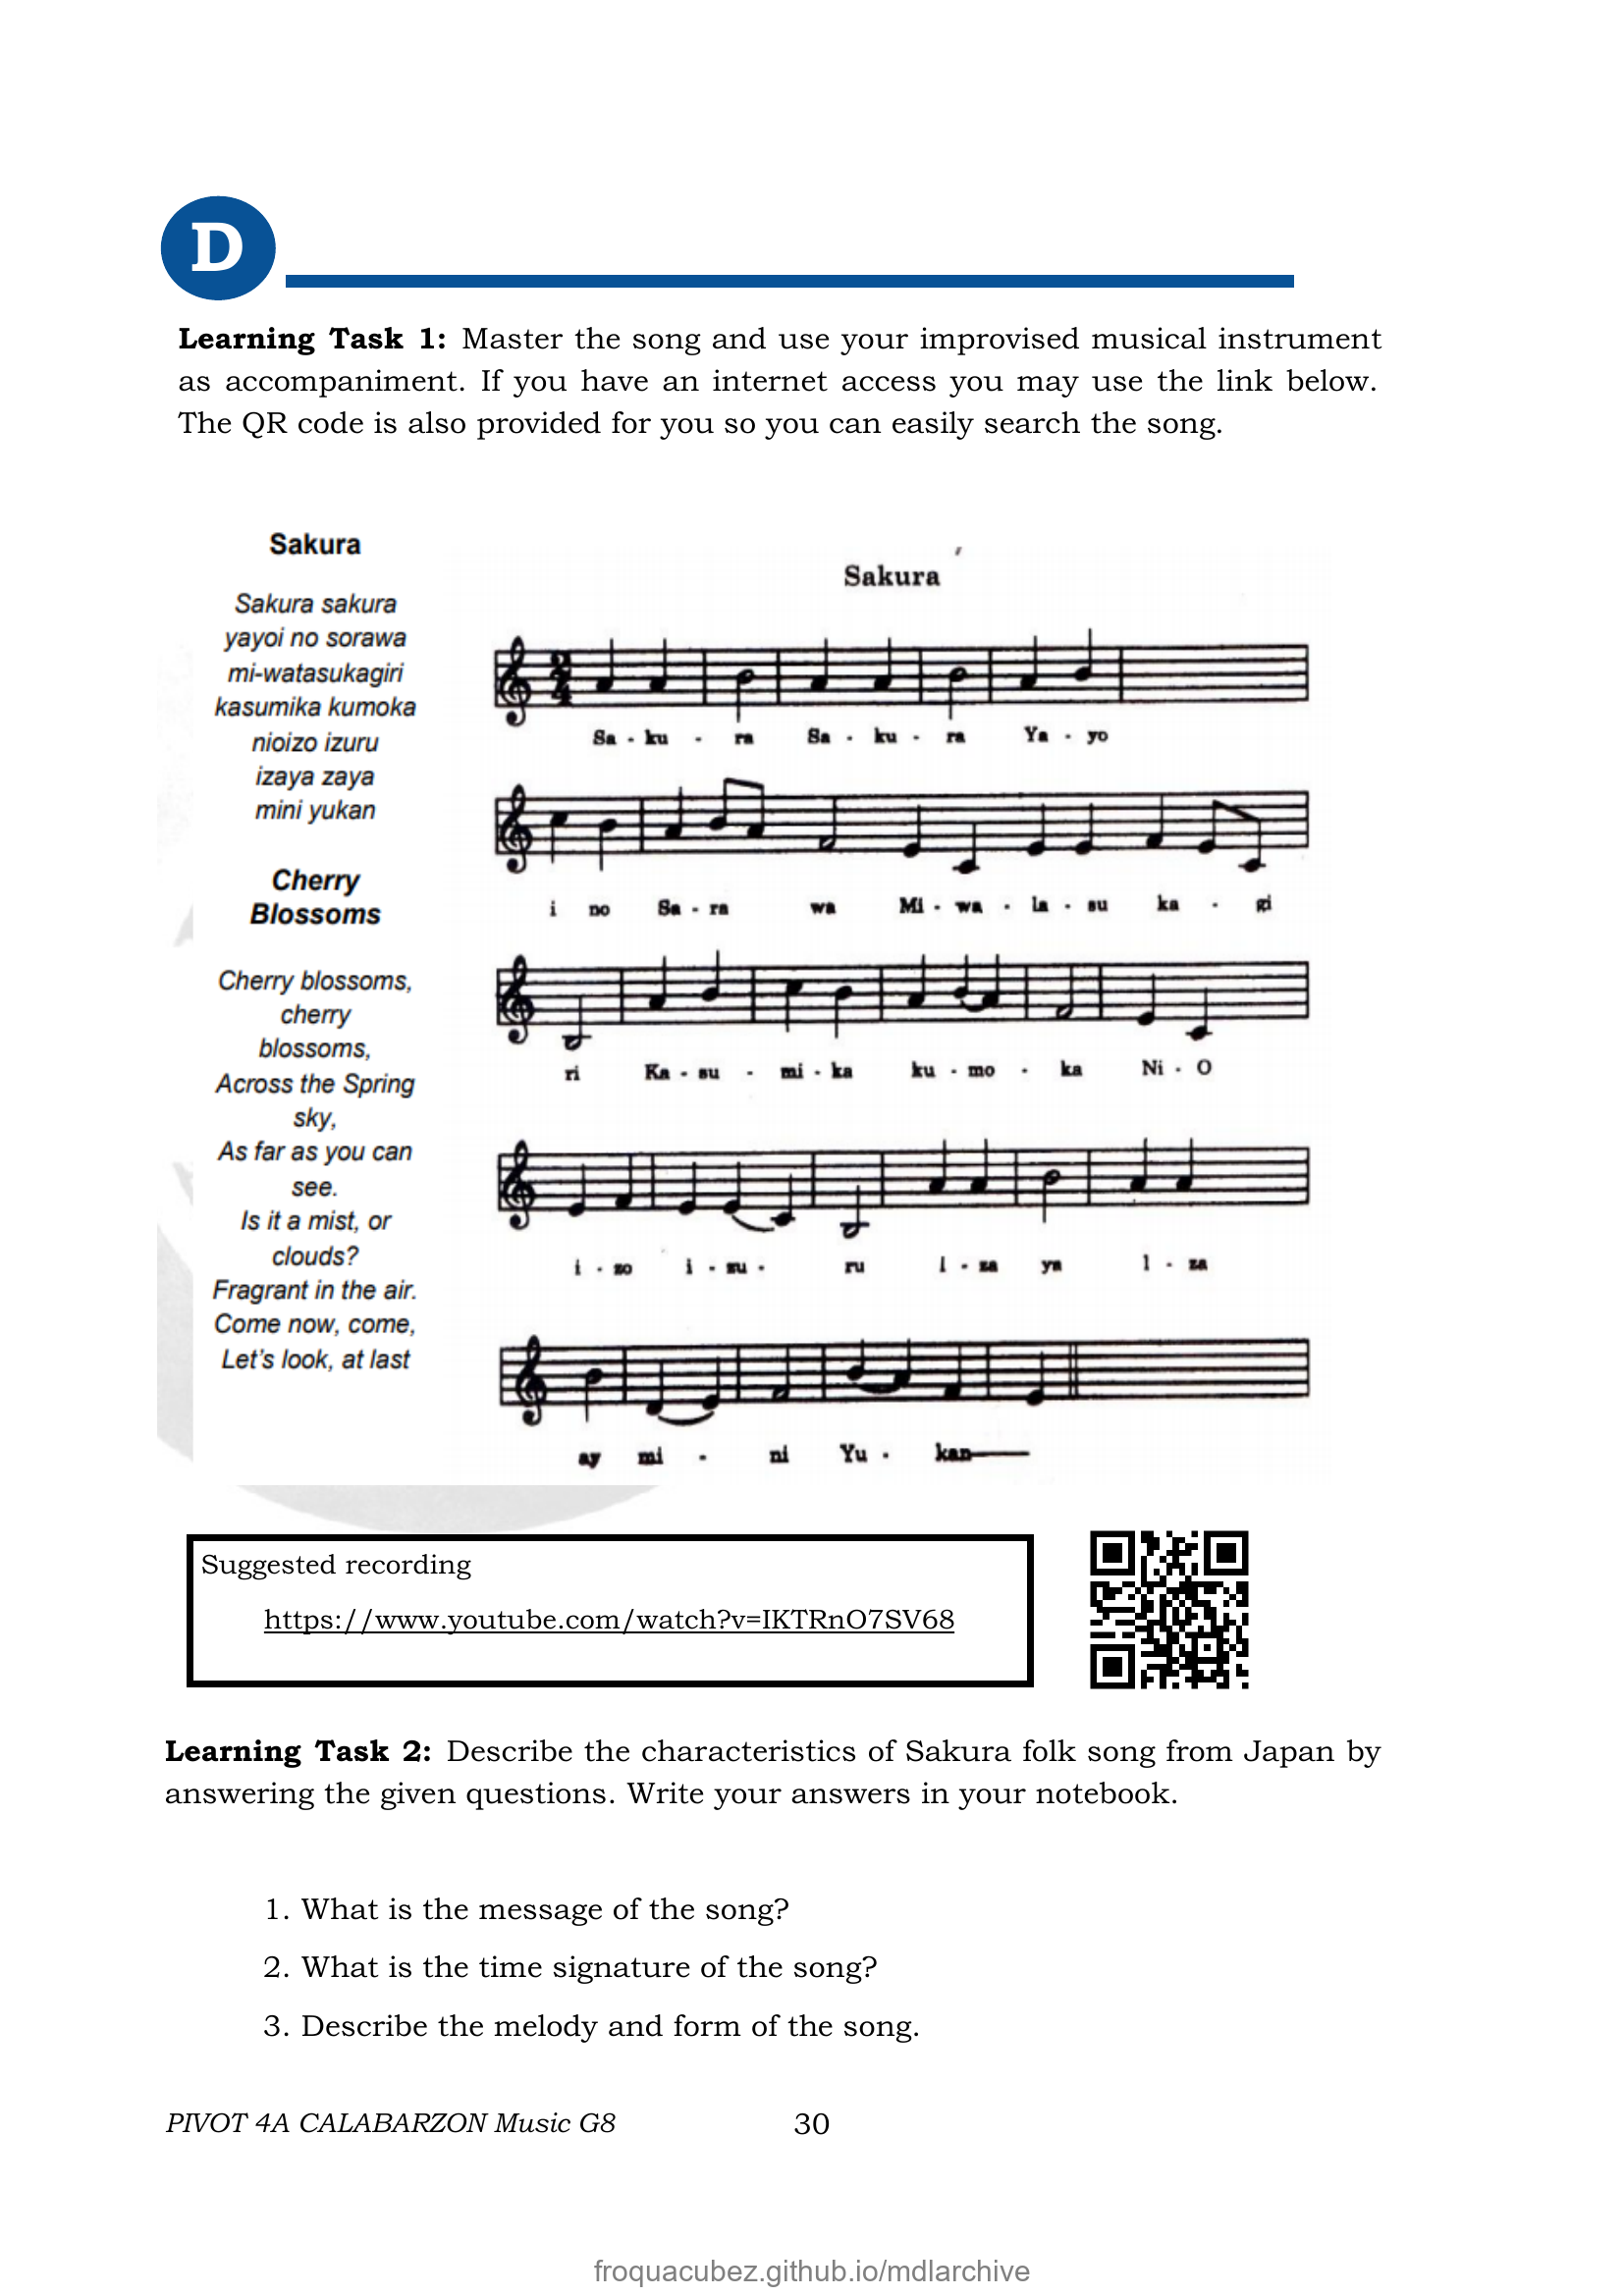 D
Learning Task 1: Master the song and use your improvised musical instrument
as accompaniment. If you have an internet access you may use the link below.
The QR code is also provided for you so you can easily search the song.
Sakura
Sakura sakura
yayoi no sorawa
mi-watasukagiri
kasumika kumoka
nioizo izuru
izaya zaya
mini yukan
Cherry
Blossoms
Cherry blossoms,
cherry
blossoms,
Across the Spring
sky,
As far as you can
see.
Is it a mist, or
clouds?
Fragrant in the air.
Come now, come,
Let's look, at last
Sakura
2
4
Sa - ku - ra Sa - ku - ra Ya - yo
i no Sa - ra wa Mi - wa - la - su ka - gi
ri Ka - su - mi - ka ku - mo - ka Ni - O
i - zo i - zu - ru I - za ya I - za
ay mi - ni Yu - kan
Suggested recording
https://www.youtube.com/watch?v=IKTRnO7SV68
Learning Task 2: Describe the characteristics of Sakura folk song from Japan by
answering the given questions. Write your answers in your notebook.
1. What is the message of the song?
2. What is the time signature of the song?
3. Describe the melody and form of the song.
PIVOT 4A CALABARZON Music G8 30
froquacubez.github.io/mdlarchive